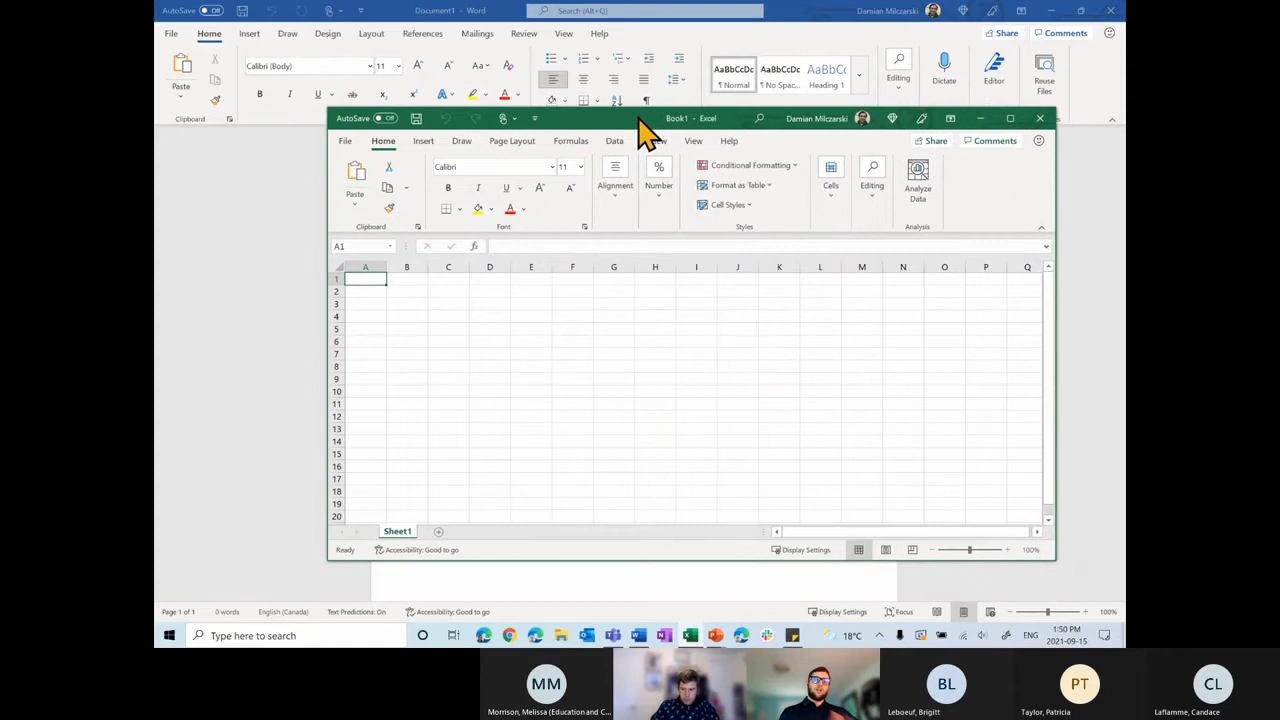 AutoSave Off Document1 - Word Search (Alt+Q) Damian Milczarski
File Home Insert Draw Design Layout References Mailings Review View Help Share Comments
Paste
Clipboard
Calibri (Body) 11
AaBbCcDc AaBbCcDc AaBbCc
¶ Normal ¶ No Spac... Heading 1
Editing
Dictate
Editor
Reuse
Files
AutoSave Off Book1 - Excel Damian Milczarski
File Home Insert Draw Page Layout Formulas Data View Help Share Comments
Paste
Clipboard
Calibri 11
Font
Alignment
Number
Conditional Formatting
Format as Table
Cell Styles
Styles
Cells
Editing
Analyze
Data
Analysis
A1 fx
A B C D E F G H I J K L M N O P Q
1
2
3
4
5
6
7
8
9
10
11
12
13
14
15
16
17
18
19
20
Sheet1
Ready Accessibility: Good to go Display Settings 100%
Page 1 of 1 0 words English (Canada) Text Predictions: On Accessibility: Good to go Display Settings Focus 100%
Type here to search 18°C ENG 1:50 PM
2021-09-15
MM
Morrison, Melissa (Education and C...
BL
Leboeuf, Brigitt
PT
Taylor, Patricia
CL
Laflamme, Candace